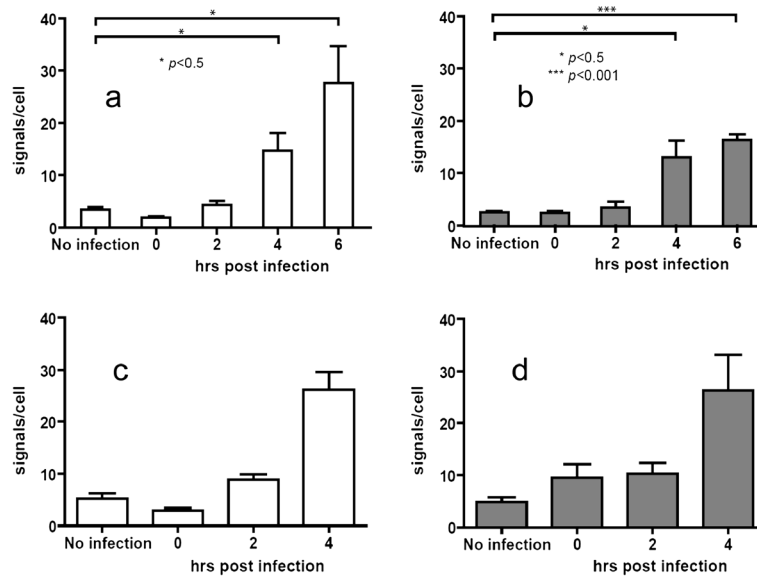 *
*
* p<0.5
a
signals/cell
40
30
20
10
0
No infection 0 2 4 6
hrs post infection
***
*
* p<0.5
*** p<0.001
b
signals/cell
40
30
20
10
0
No infection 0 2 4 6
hrs post infection
c
signals/cell
40
30
20
10
0
No infection 0 2 4
hrs post infection
d
signals/cell
40
30
20
10
0
No infection 0 2 4
hrs post infection